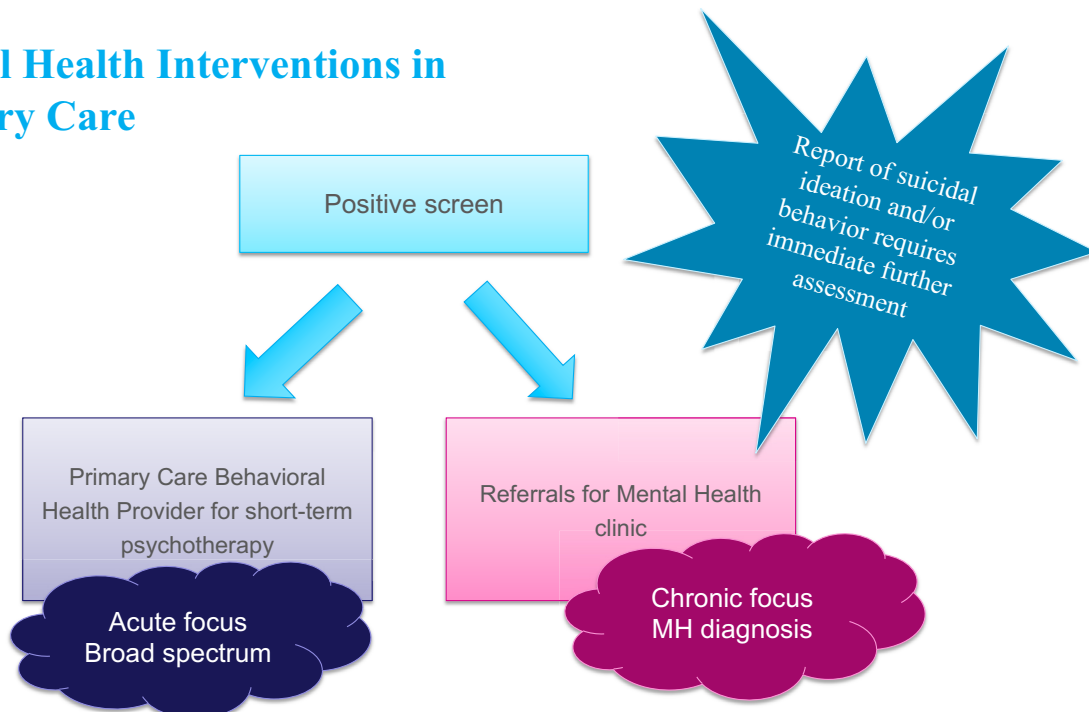 l Health Interventions in
ry Care
Positive screen
Report of suicidal
ideation and/or
behavior requires
immediate further
assessment
Primary Care Behavioral
Health Provider for short-term
psychotherapy
Referrals for Mental Health
clinic
Acute focus
Broad spectrum
Chronic focus
MH diagnosis